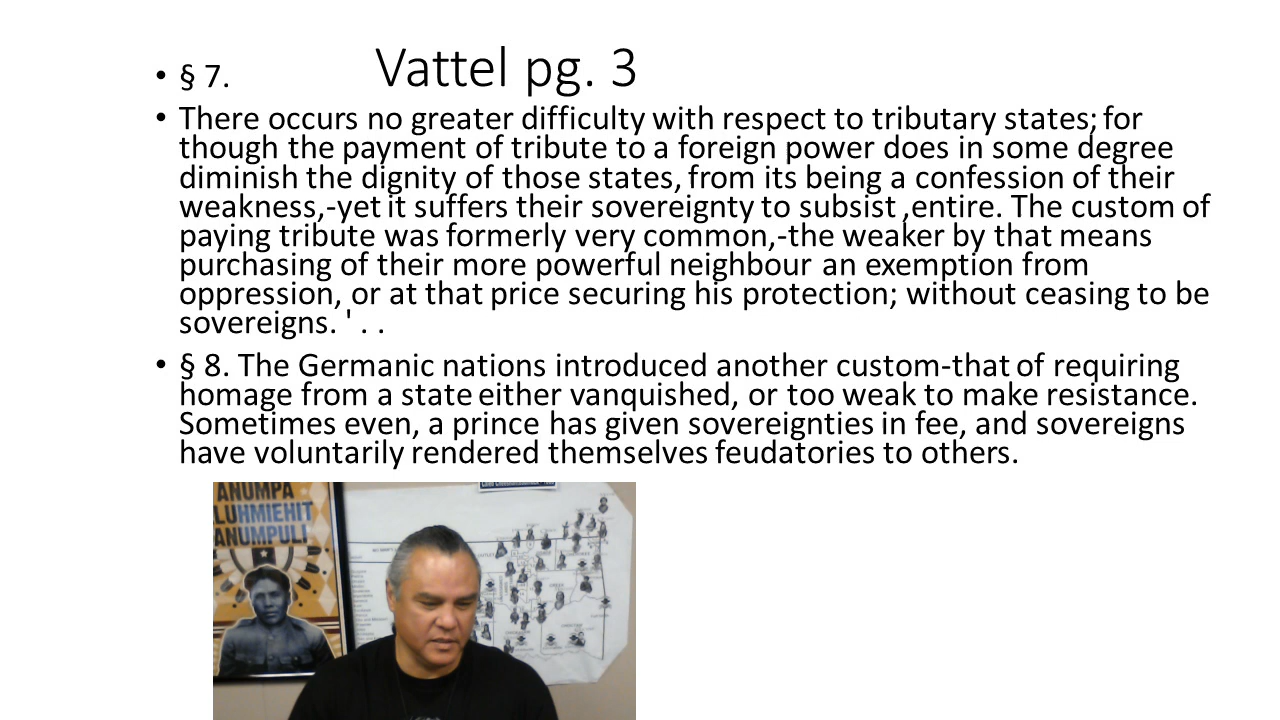 Vattel pg. 3
• § 7.
• There occurs no greater difficulty with respect to tributary states; for
though the payment of tribute to a foreign power does in some degree
diminish the dignity of those states, from its being a confession of their
weakness,-yet it suffers their sovereignty to subsist ,entire. The custom of
paying tribute was formerly very common,-the weaker by that means
purchasing of their more powerful neighbour an exemption from
oppression, or at that price securing his protection; without ceasing to be
sovereigns. ' . .
• § 8. The Germanic nations introduced another custom-that of requiring
homage from a state either vanquished, or too weak to make resistance.
Sometimes even, a prince has given sovereignties in fee, and sovereigns
have voluntarily rendered themselves feudatories to others.
ANUMPA
LUHMIEHIT
ANUMPULI